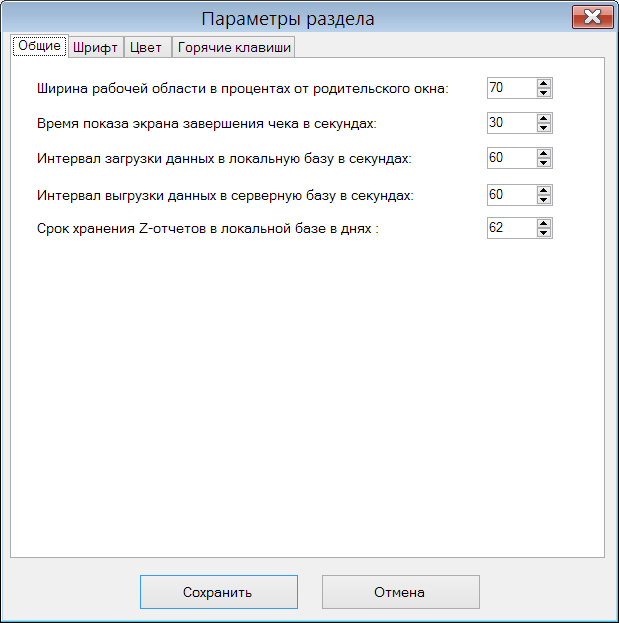 Параметры раздела
Общие Шрифт Цвет Горячие клавиши
Ширина рабочей области в процентах от родительского окна: 70
Время показа экрана завершения чека в секундах: 30
Интервал загрузки данных в локальную базу в секундах: 60
Интервал выгрузки данных в серверную базу в секундах: 60
Срок хранения Z-отчетов в локальной базе в днях : 62
Сохранить Отмена